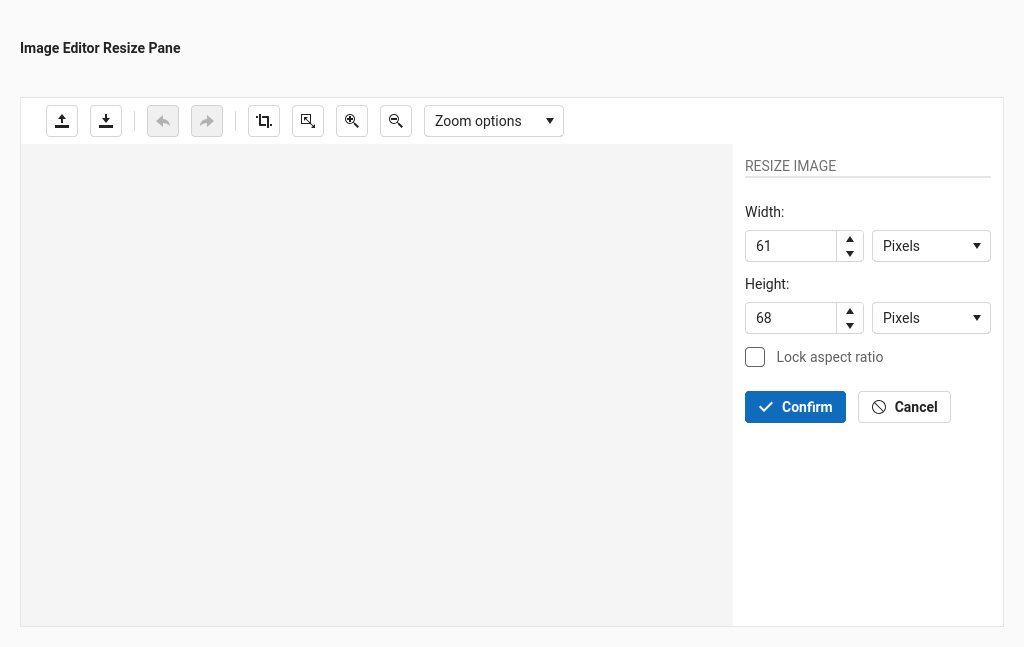 Image Editor Resize Pane
Zoom options
RESIZE IMAGE
Width:
61 Pixels
Height:
68 Pixels
Lock aspect ratio
Confirm Cancel